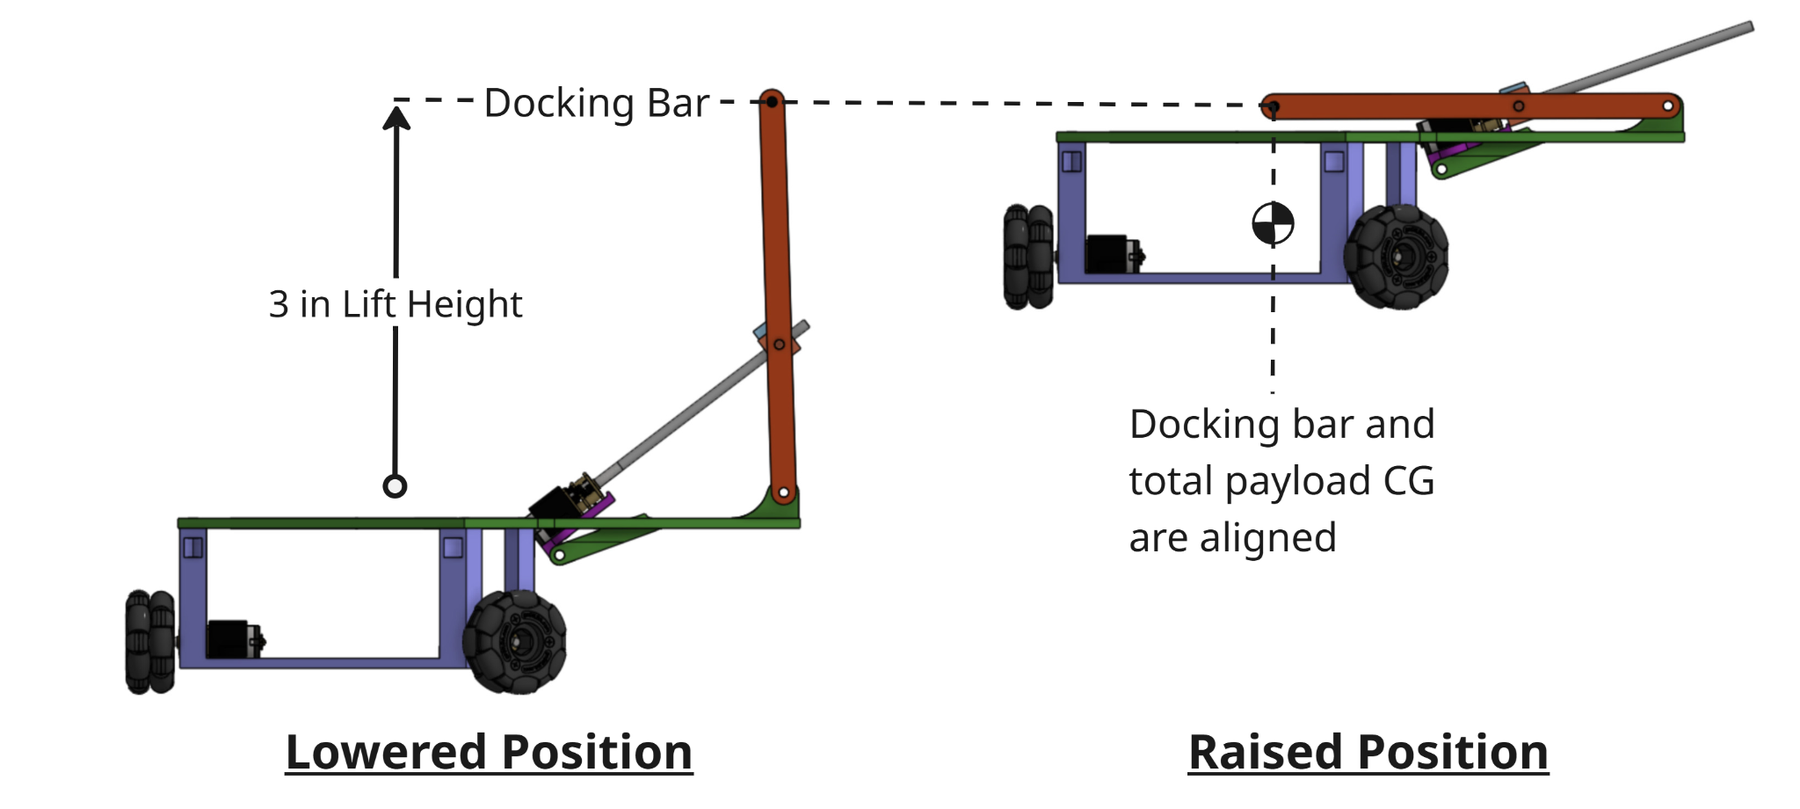 Docking Bar
3 in Lift Height
Docking bar and
total payload CG
are aligned
Lowered Position
Raised Position